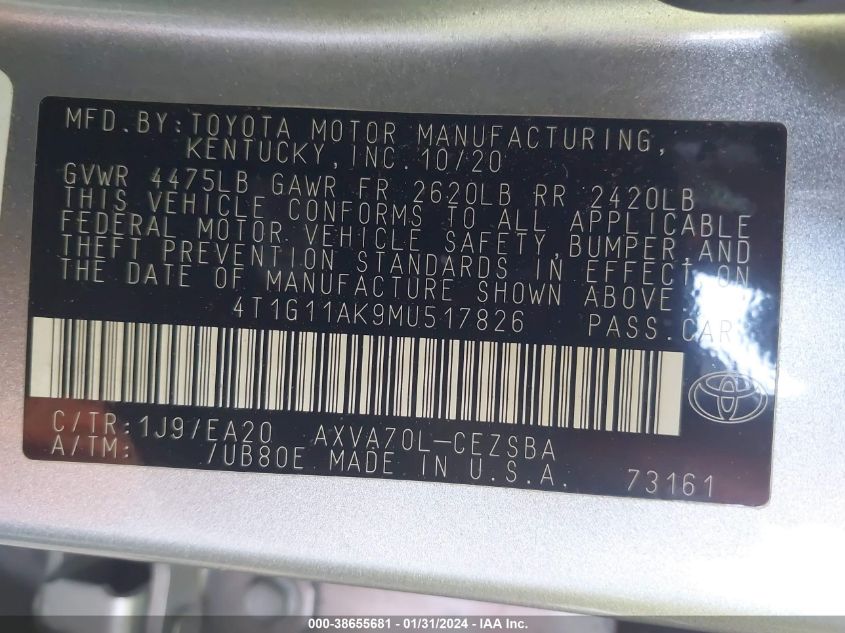 MFD.BY:TOYOTA MOTOR MANUFACTURING,
KENTUCKY,INC. 10/20
GVWR 4475LB GAWR FR 2620LB RR 2420LB
THIS VEHICLE CONFORMS TO ALL APPLICABLE
FEDERAL MOTOR VEHICLE SAFETY,BUMPER,AND
THEFT PREVENTION STANDARDS IN EFFECT ON
THE DATE OF MANUFACTURE SHOWN ABOVE.
4T1G11AK9MU517826 PASS.CAR
C/TR:1J9/EA20 AXVA70L-CEZSBA
A/TM: /UB80E MADE IN U.S.A. 73161
000-38655681 / 01/31/2024 - IAA Inc.